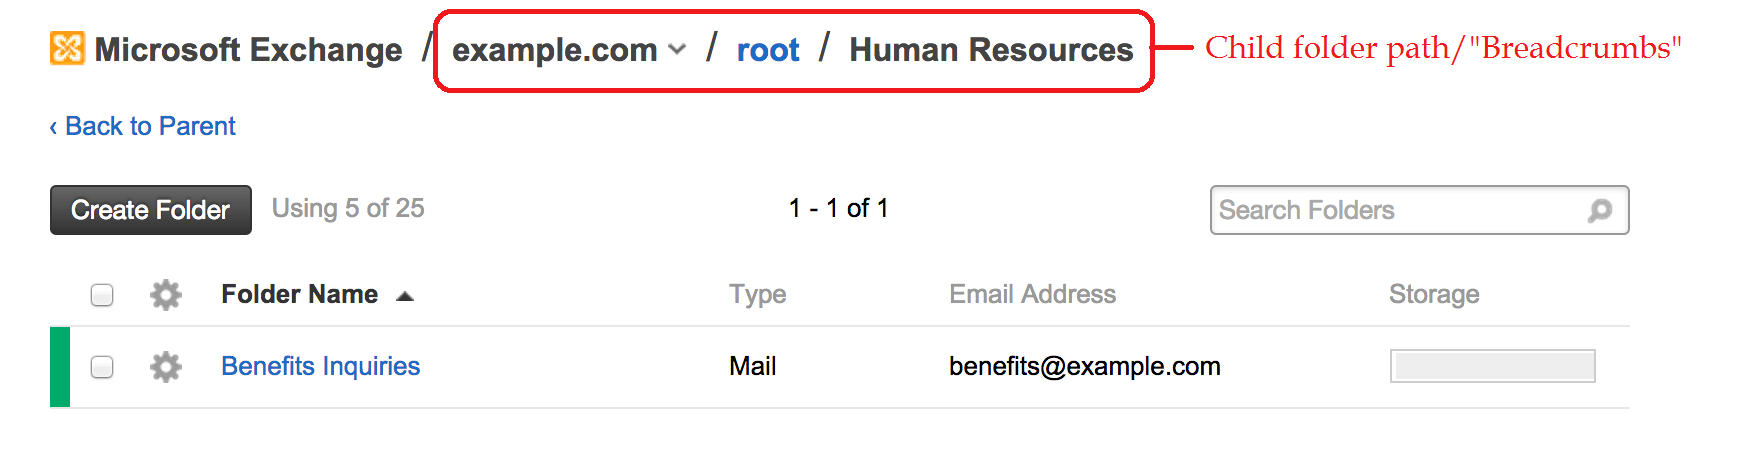 Microsoft Exchange / example.com / root / Human Resources Child folder path/"Breadcrumbs"
‹ Back to Parent
Create Folder Using 5 of 25 1 - 1 of 1 Search Folders
Folder Name Type Email Address Storage
Benefits Inquiries Mail benefits@example.com